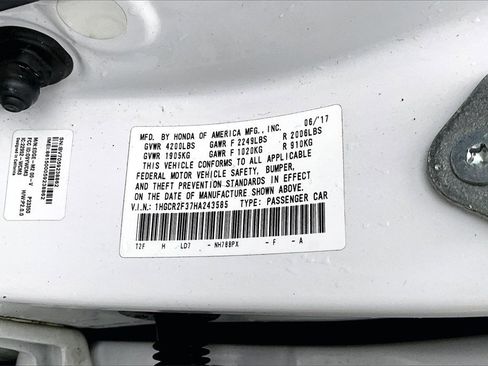 MFD. BY HONDA OF AMERICA MFG., INC. 06/17
GVWR 4200LBS GAWR F 2249LBS R 2006LBS
GVWR 1905KG GAWR F 1020KG R 910KG
THIS VEHICLE CONFORMS TO ALL APPLICABLE
FEDERAL MOTOR VEHICLE SAFETY, BUMPER,
AND THEFT PREVENTION STANDARDS IN EFFECT
ON THE DATE OF MANUFACTURE SHOWN ABOVE.
V.I.N.: 1HGCR2F37HA243585 TYPE: PASSENGER CAR
T2F H LD7 - NH788PX - F - A